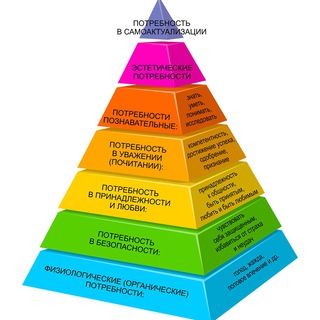 ПОТРЕБНОСТЬ
В САМОАКТУАЛИЗАЦИИ
ЭСТЕТИЧЕСКИЕ
ПОТРЕБНОСТИ
ПОТРЕБНОСТИ
ПОЗНАВАТЕЛЬНЫЕ:
знать,
уметь,
понимать,
исследовать
ПОТРЕБНОСТЬ
В УВАЖЕНИИ
(ПОЧИТАНИИ):
компетентность,
достижение успеха,
одобрение,
признание
ПОТРЕБНОСТЬ
В ПРИНАДЛЕЖНОСТИ
И ЛЮБВИ:
принадлежность
к общности,
быть принятым,
любить и быть любимым
ПОТРЕБНОСТЬ
В БЕЗОПАСНОСТИ:
чувствовать
себя защищенным,
избавиться от страха
и неудач
ФИЗИОЛОГИЧЕСКИЕ (ОРГАНИЧЕСКИЕ)
ПОТРЕБНОСТИ:
голод, жажда,
половое влечение и др.